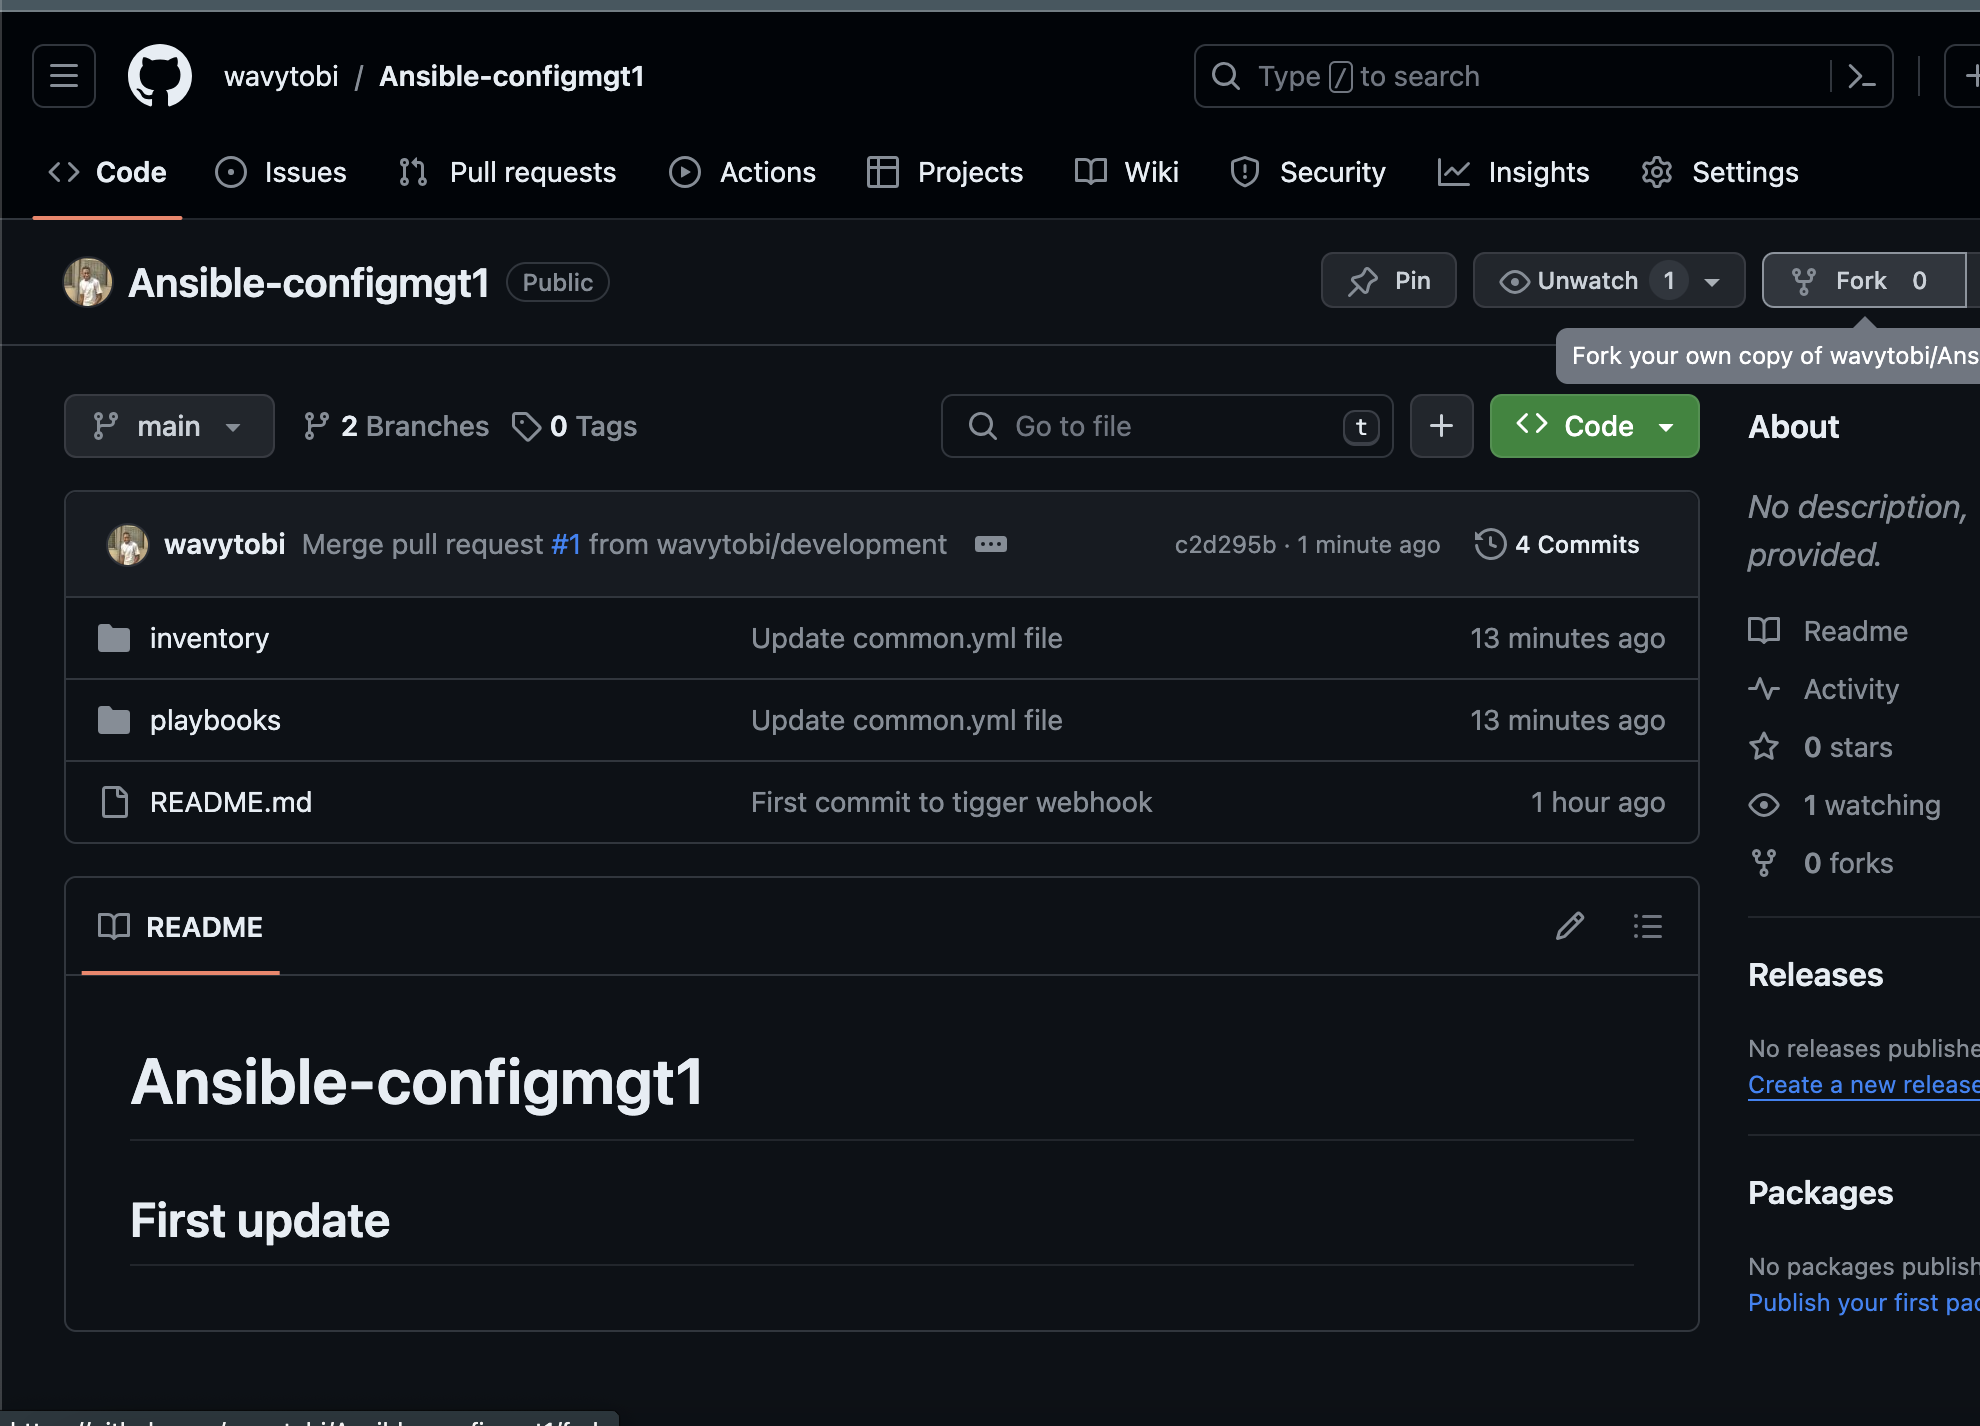 wavytobi / Ansible-configmgt1
Type / to search
Code
Issues
Pull requests
Actions
Projects
Wiki
Security
Insights
Settings
Ansible-configmgt1 Public
Pin
Unwatch 1
Fork 0
Fork your own copy of wavytobi/Ans
main
2 Branches
0 Tags
Go to file t
Code
wavytobi Merge pull request #1 from wavytobi/development
c2d295b · 1 minute ago
4 Commits
inventory Update common.yml file 13 minutes ago
playbooks Update common.yml file 13 minutes ago
README.md First commit to tigger webhook 1 hour ago
README
Ansible-configmgt1
First update
About
No description,
provided.
Readme
Activity
0 stars
1 watching
0 forks
Releases
No releases publishe
Create a new release
Packages
No packages publish
Publish your first pac